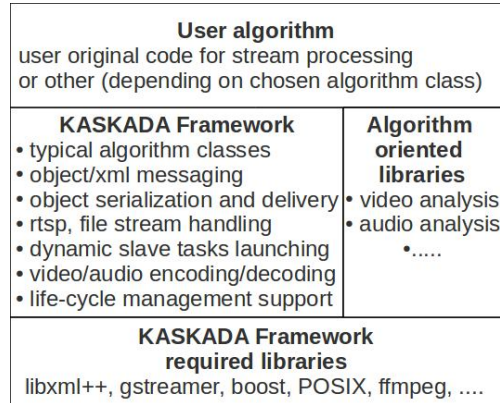 User algorithm
user original code for stream processing
or other (depending on chosen algorithm class)
KASKADA Framework
• typical algorithm classes
• object/xml messaging
• object serialization and delivery
• rtsp, file stream handling
• dynamic slave tasks launching
• video/audio encoding/decoding
• life-cycle management support
Algorithm
oriented
libraries
• video analysis
• audio analysis
•.....
KASKADA Framework
required libraries
libxml++, gstreamer, boost, POSIX, ffmpeg, ....